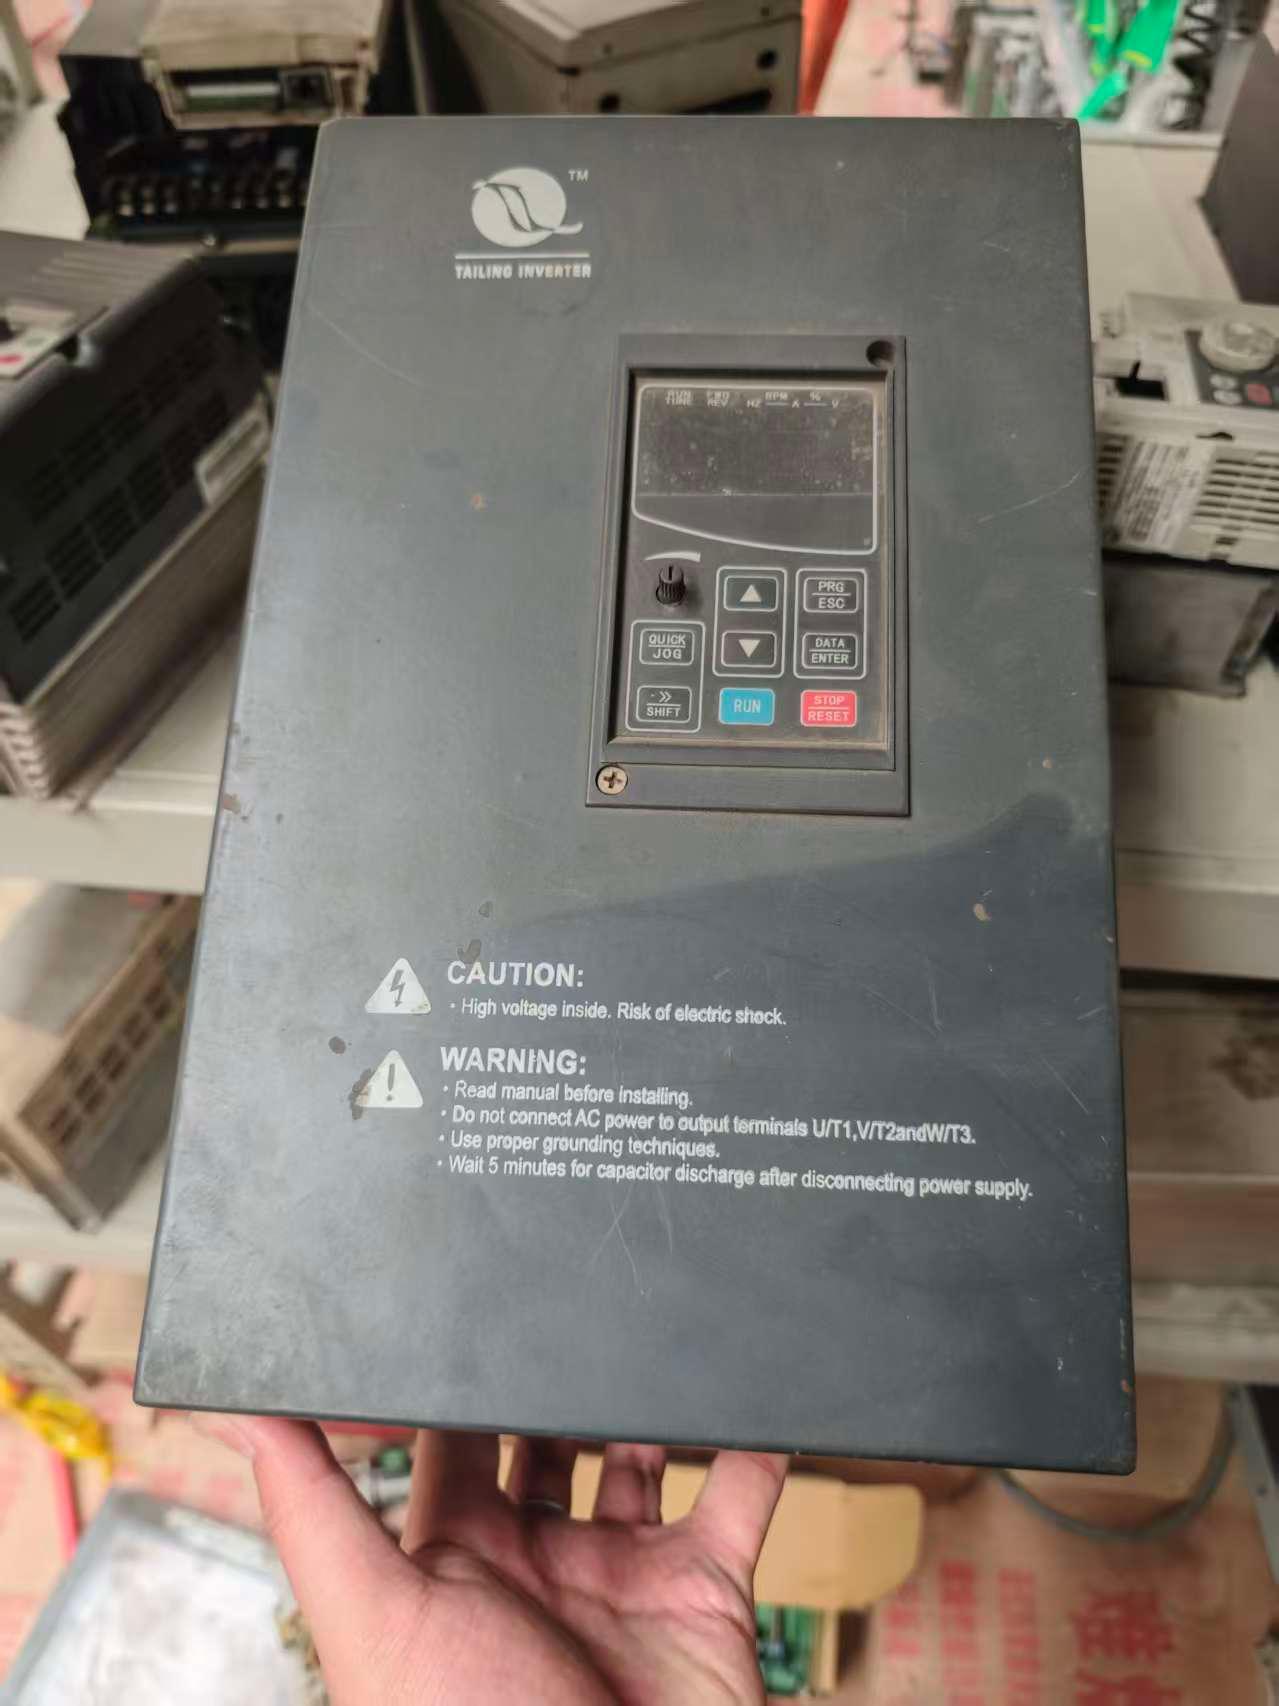 TM
TAILING INVERTER
RUN FWD RPM %
TUNE REV HZ A V
PRG
ESC
QUICK
JOG
DATA
ENTER
SHIFT
RUN
STOP
RESET
CAUTION:
· High voltage inside. Risk of electric shock.
WARNING:
· Read manual before installing.
· Do not connect AC power to output terminals U/T1,V/T2andW/T3.
· Use proper grounding techniques.
· Wait 5 minutes for capacitor discharge after disconnecting power supply.